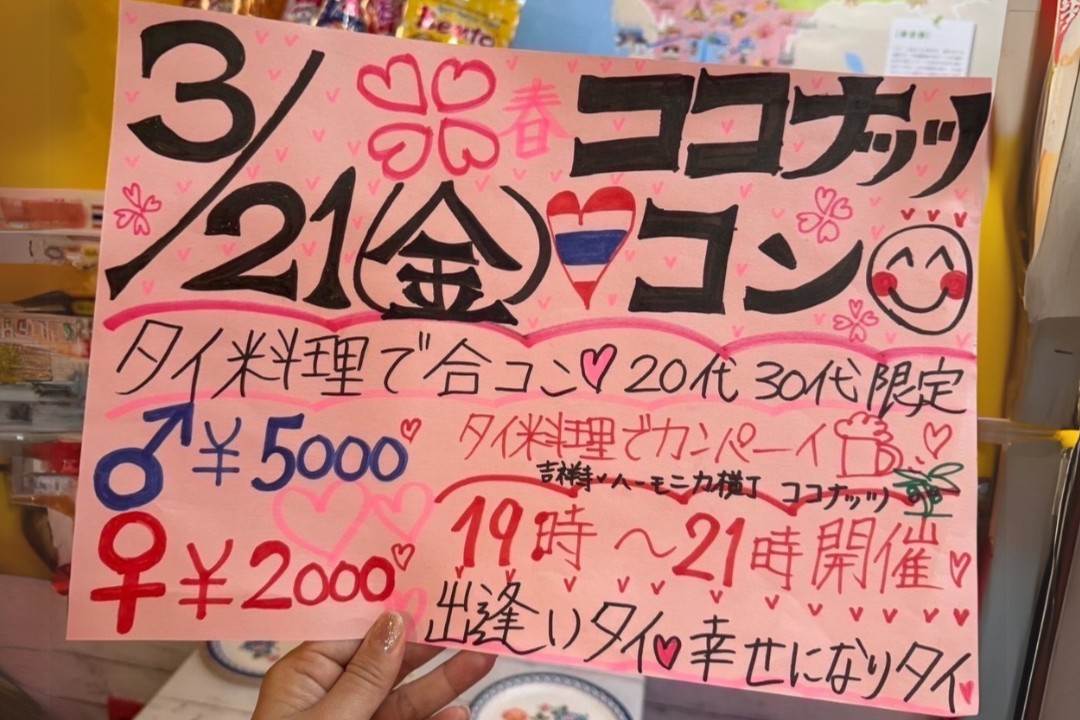 3/21(金)
春 ココナッツ
コン
タイ料理で合コン 20代 30代 限定
♂ ¥5000
タイ料理でカンパーイ
吉祥寺♥ハーモニカ横丁 ココナッツ
♀ ¥2000
19時〜21時開催
出逢いタイ♥幸せになりタイ♥